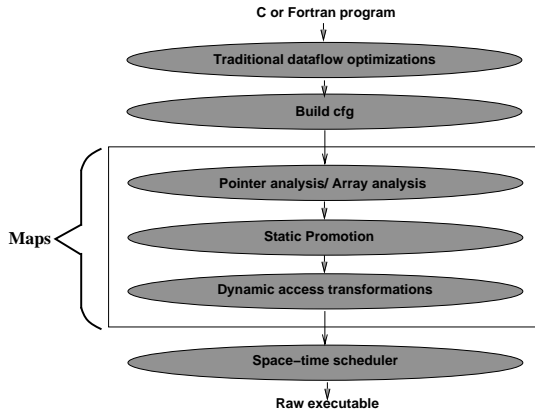 C or Fortran program
Traditional dataflow optimizations
Build cfg
Pointer analysis/ Array analysis
Maps
Static Promotion
Dynamic access transformations
Space−time scheduler
Raw executable